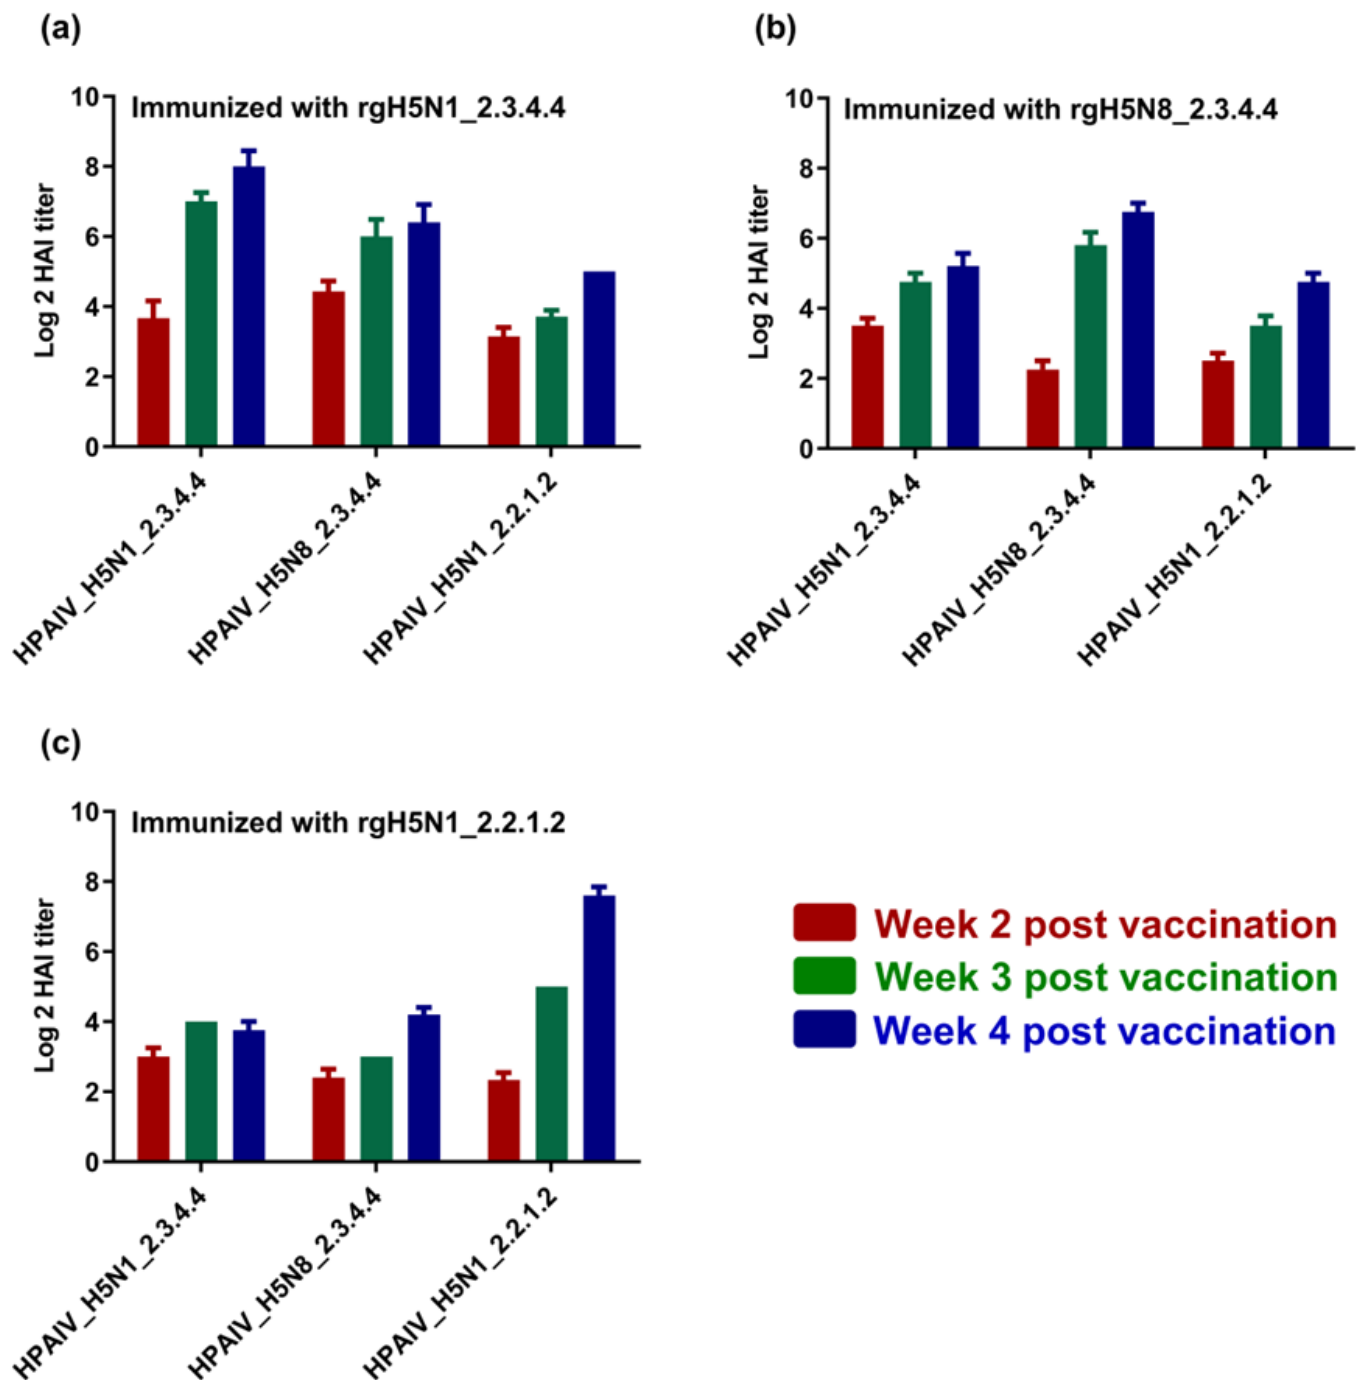 (a)
Immunized with rgH5N1_2.3.4.4
Log 2 HAI titer
10
8
6
4
2
0
HPAIV_H5N1_2.3.4.4
HPAIV_H5N8_2.3.4.4
HPAIV_H5N1_2.2.1.2
(b)
Immunized with rgH5N8_2.3.4.4
Log 2 HAI titer
10
8
6
4
2
0
HPAIV_H5N1_2.3.4.4
HPAIV_H5N8_2.3.4.4
HPAIV_H5N1_2.2.1.2
(c)
Immunized with rgH5N1_2.2.1.2
Log 2 HAI titer
10
8
6
4
2
0
HPAIV_H5N1_2.3.4.4
HPAIV_H5N8_2.3.4.4
HPAIV_H5N1_2.2.1.2
Week 2 post vaccination
Week 3 post vaccination
Week 4 post vaccination